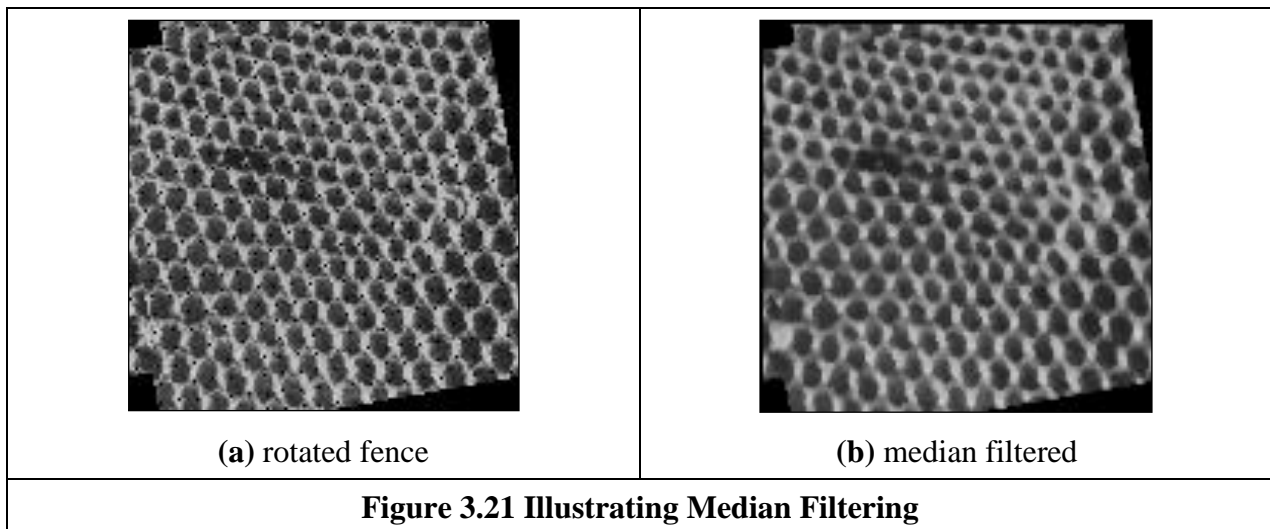 (a) rotated fence
(b) median filtered
Figure 3.21 Illustrating Median Filtering